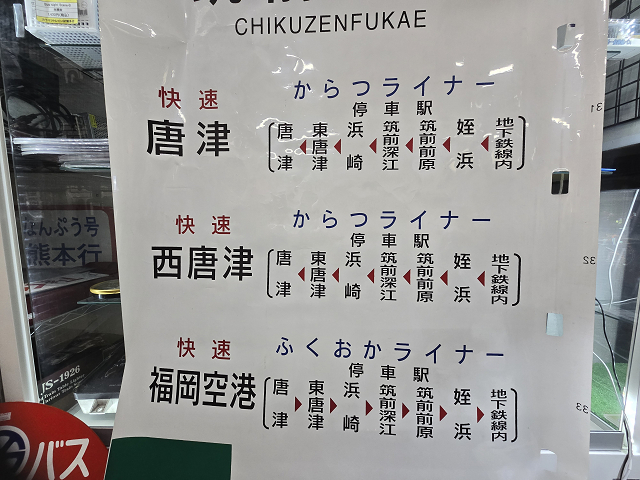 CHIKUZENFUKAE
快速 からつライナー
停車駅
唐津 (唐津 ◀ 東唐津 ◀ 浜崎 ◀ 筑前深江 ◀ 筑前前原 ◀ 姪浜 ◀ 地下鉄線内)
31
快速 からつライナー
停車駅
西唐津 (唐津 ◀ 東唐津 ◀ 浜崎 ◀ 筑前深江 ◀ 筑前前原 ◀ 姪浜 ◀ 地下鉄線内)
32
快速 ふくおかライナー
停車駅
福岡空港 (唐津 ▶ 東唐津 ▶ 浜崎 ▶ 筑前深江 ▶ 筑前前原 ▶ 姪浜 ▶ 地下鉄線内)
33
なんぷう号
熊本行
JS-1926
バス